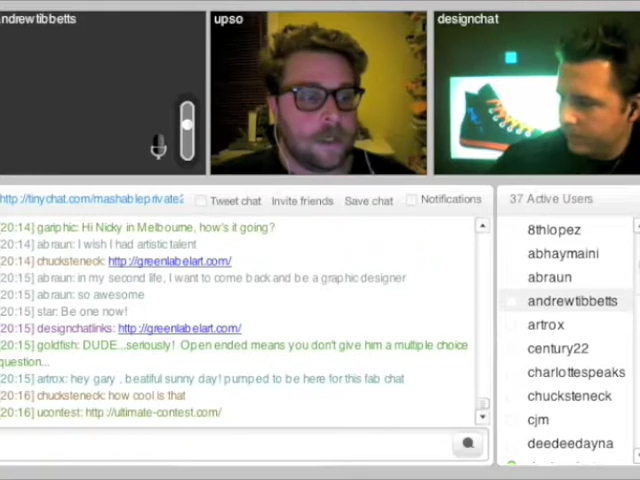 andrewtibbetts
upso
designchat
http://tinychat.com/mashableprivate2
Tweet chat
Invite friends
Save chat
Notifications
37 Active Users
[20:14] gariphic: Hi Nicky in Melbourne, how's it going?
[20:14] abraun: I wish I had artistic talent
[20:14] chucksteneck: http://greenlabelart.com/
[20:15] abraun: in my second life, I want to come back and be a graphic designer
[20:15] abraun: so awesome
[20:15] star: Be one now!
[20:15] designchatlinks: http://greenlabelart.com/
[20:15] goldfish: DUDE...seriously! Open ended means you don't give him a multiple choice
question...
[20:15] artrox: hey gary , beatiful sunny day! pumped to be here for this fab chat
[20:16] chucksteneck: how cool is that
[20:16] ucontest: http://ultimate-contest.com/
8thlopez
abhaymaini
abraun
andrewtibbetts
artrox
century22
charlottespeaks
chucksteneck
cjm
deedeedayna